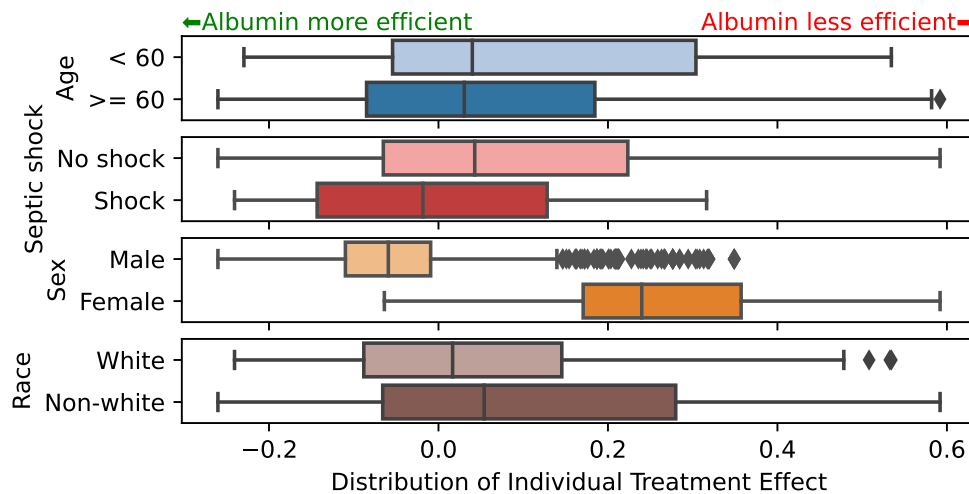 ⬅Albumin more efficient
Albumin less efficient
Age
< 60
>= 60
Septic shock
No shock
Shock
Sex
Male
Female
Race
White
Non-white
−0.2 0.0 0.2 0.4 0.6
Distribution of Individual Treatment Effect